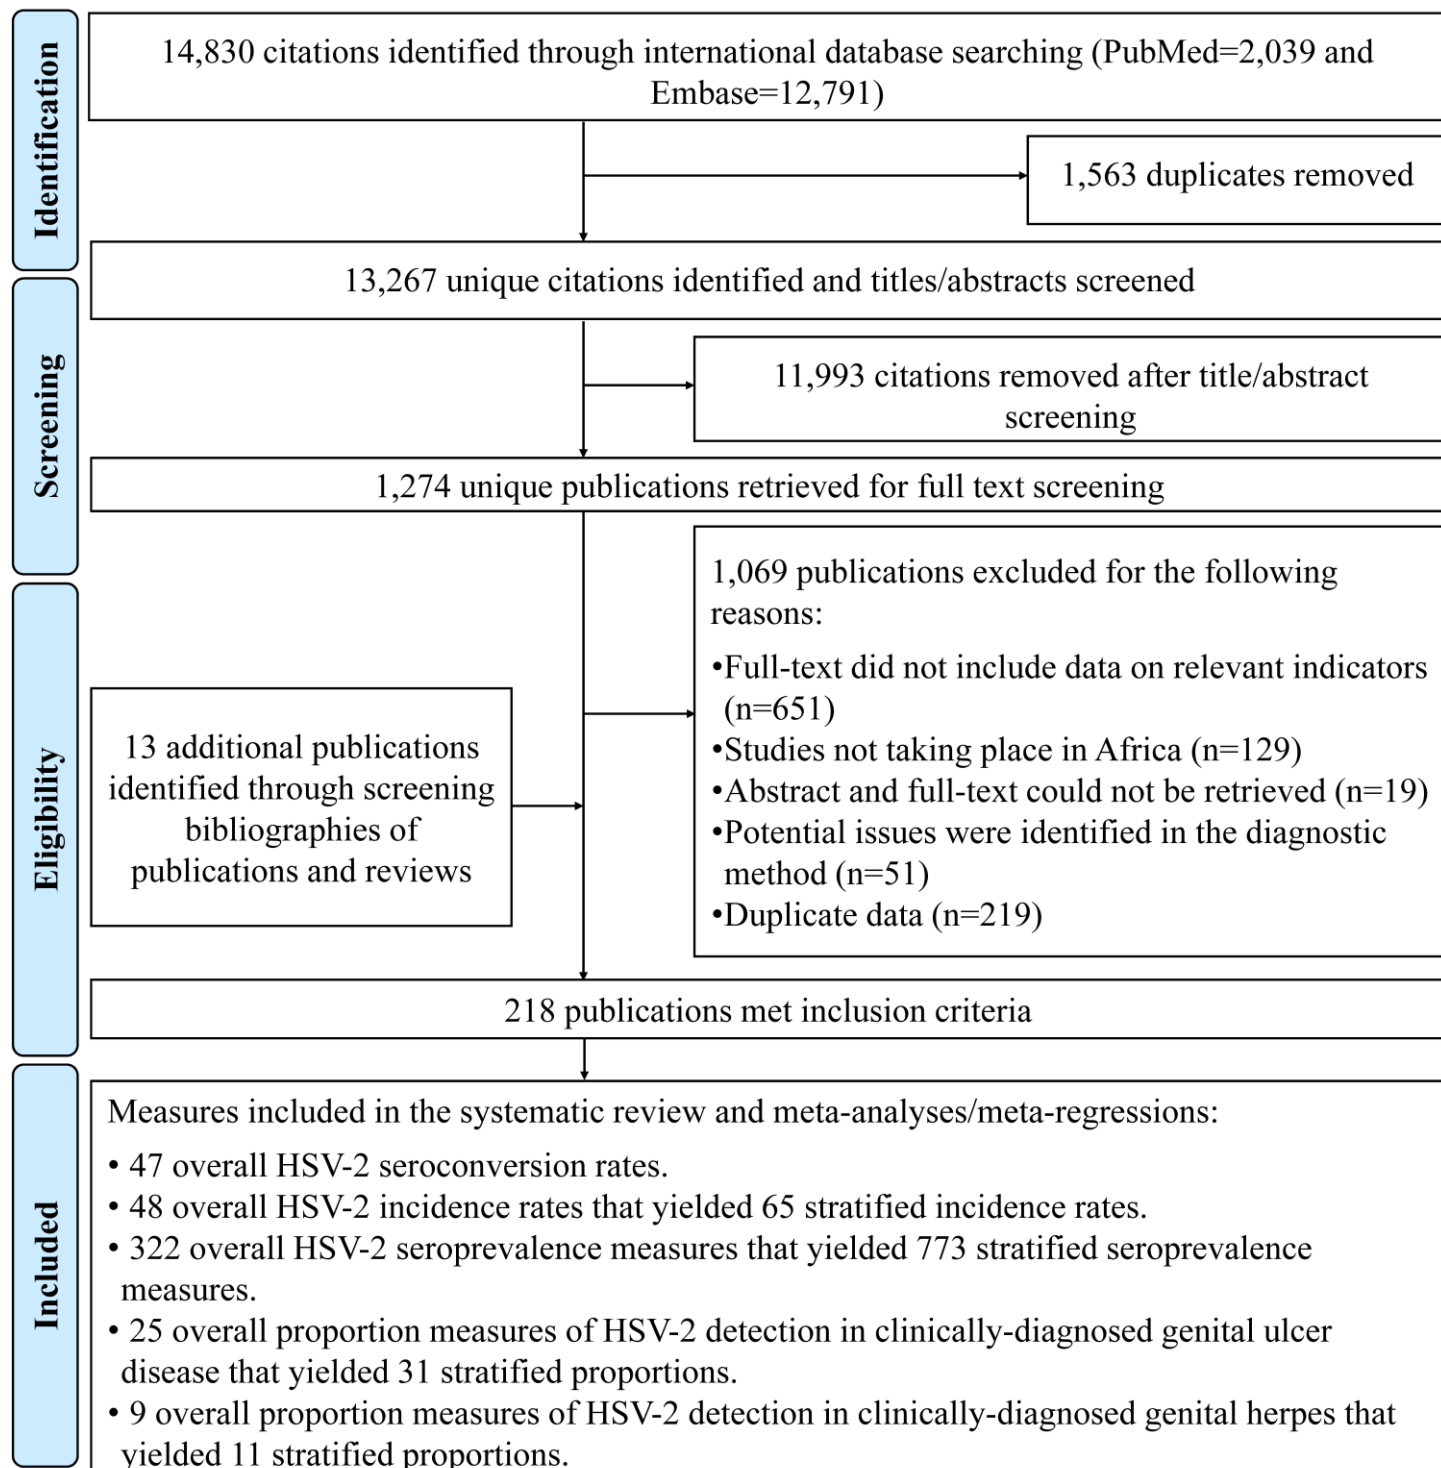 Identification
14,830 citations identified through international database searching (PubMed=2,039 and
Embase=12,791)
1,563 duplicates removed
13,267 unique citations identified and titles/abstracts screened
Screening
11,993 citations removed after title/abstract
screening
1,274 unique publications retrieved for full text screening
Eligibility
1,069 publications excluded for the following
reasons:
•Full-text did not include data on relevant indicators
(n=651)
•Studies not taking place in Africa (n=129)
•Abstract and full-text could not be retrieved (n=19)
•Potential issues were identified in the diagnostic
method (n=51)
•Duplicate data (n=219)
13 additional publications
identified through screening
bibliographies of
publications and reviews
218 publications met inclusion criteria
Included
Measures included in the systematic review and meta-analyses/meta-regressions:
• 47 overall HSV-2 seroconversion rates.
• 48 overall HSV-2 incidence rates that yielded 65 stratified incidence rates.
• 322 overall HSV-2 seroprevalence measures that yielded 773 stratified seroprevalence
measures.
• 25 overall proportion measures of HSV-2 detection in clinically-diagnosed genital ulcer
disease that yielded 31 stratified proportions.
• 9 overall proportion measures of HSV-2 detection in clinically-diagnosed genital herpes that
yielded 11 stratified proportions.